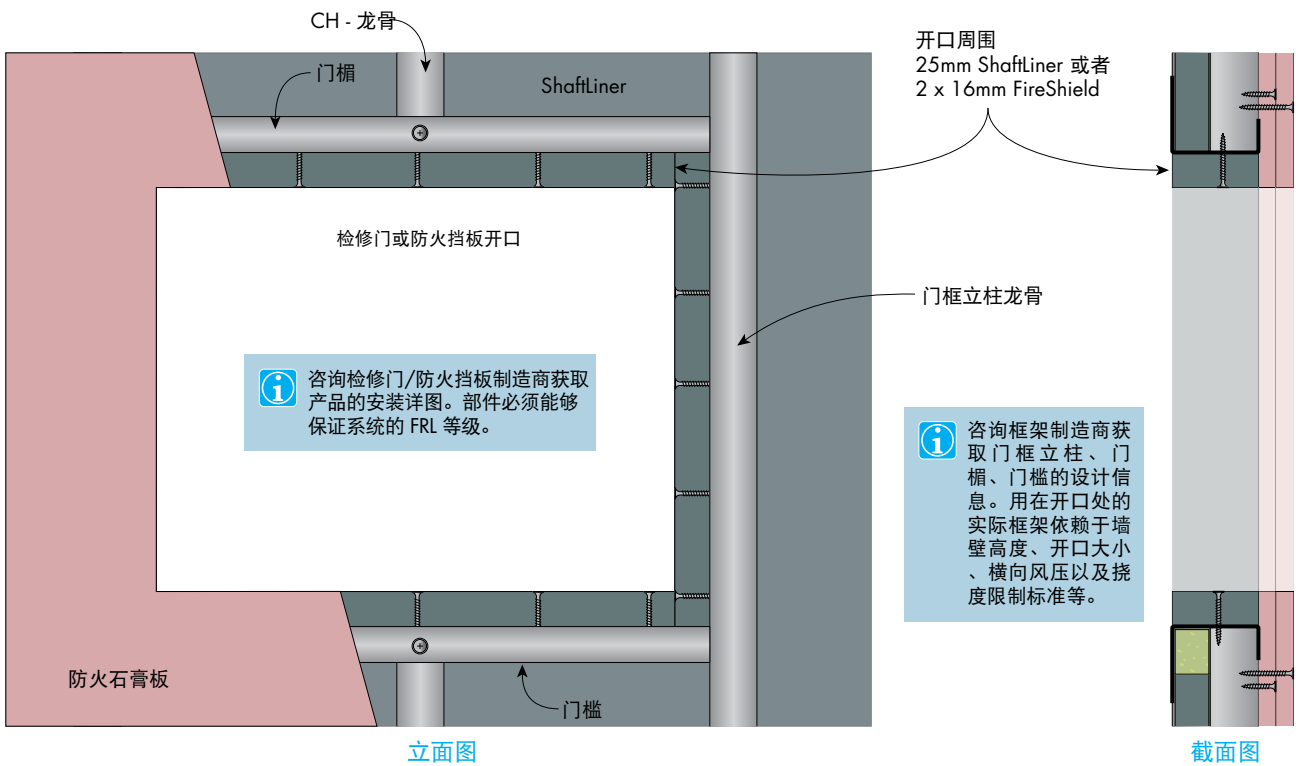 CH - 龙骨
门楣
ShaftLiner
开口周围
25mm ShaftLiner 或者
2 x 16mm FireShield
检修门或防火挡板开口
门框立柱龙骨
咨询检修门/防火挡板制造商获取
产品的安装详图。部件必须能够
保证系统的 FRL 等级。
咨询框架制造商获
取门框立柱、门
楣、门槛的设计信
息。用在开口处的
实际框架依赖于墙
壁高度、开口大小
、横向风压以及挠
度限制标准等。
防火石膏板
门槛
立面图
截面图